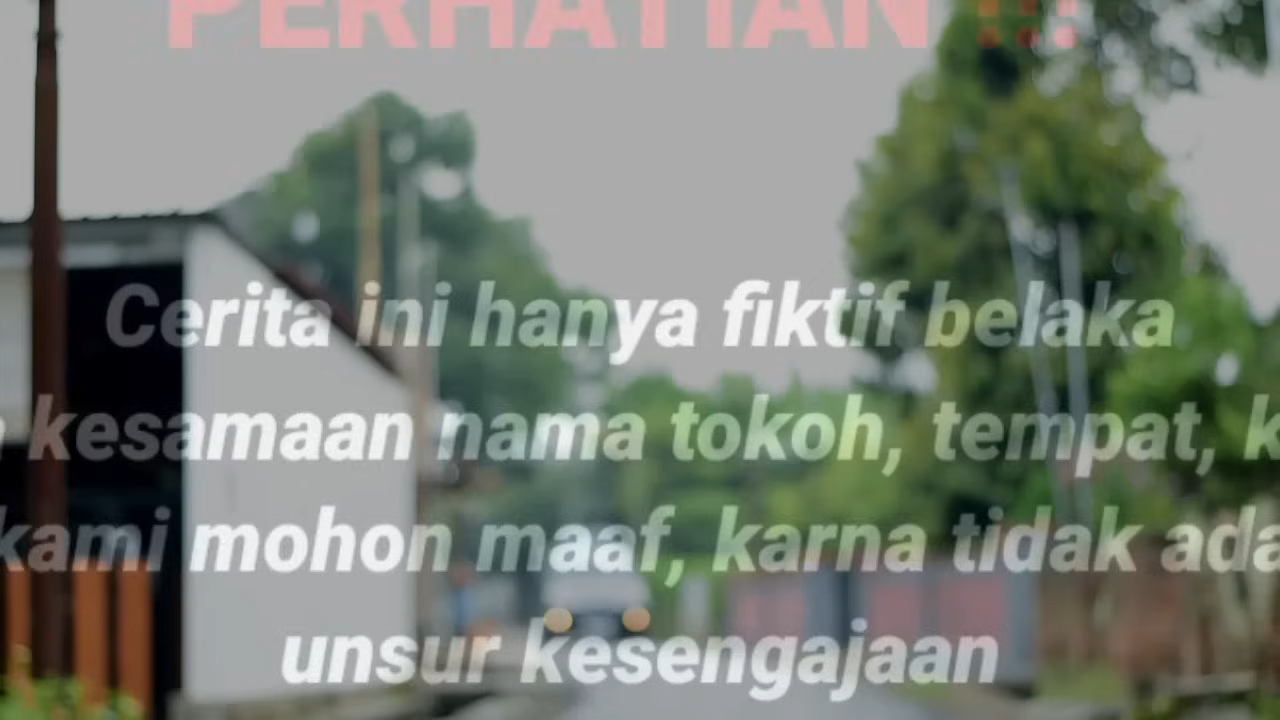 PERHATIAN !!!
Cerita ini hanya fiktif belaka
kesamaan nama tokoh, tempat,
kami mohon maaf, karna tidak ada
unsur kesengajaan